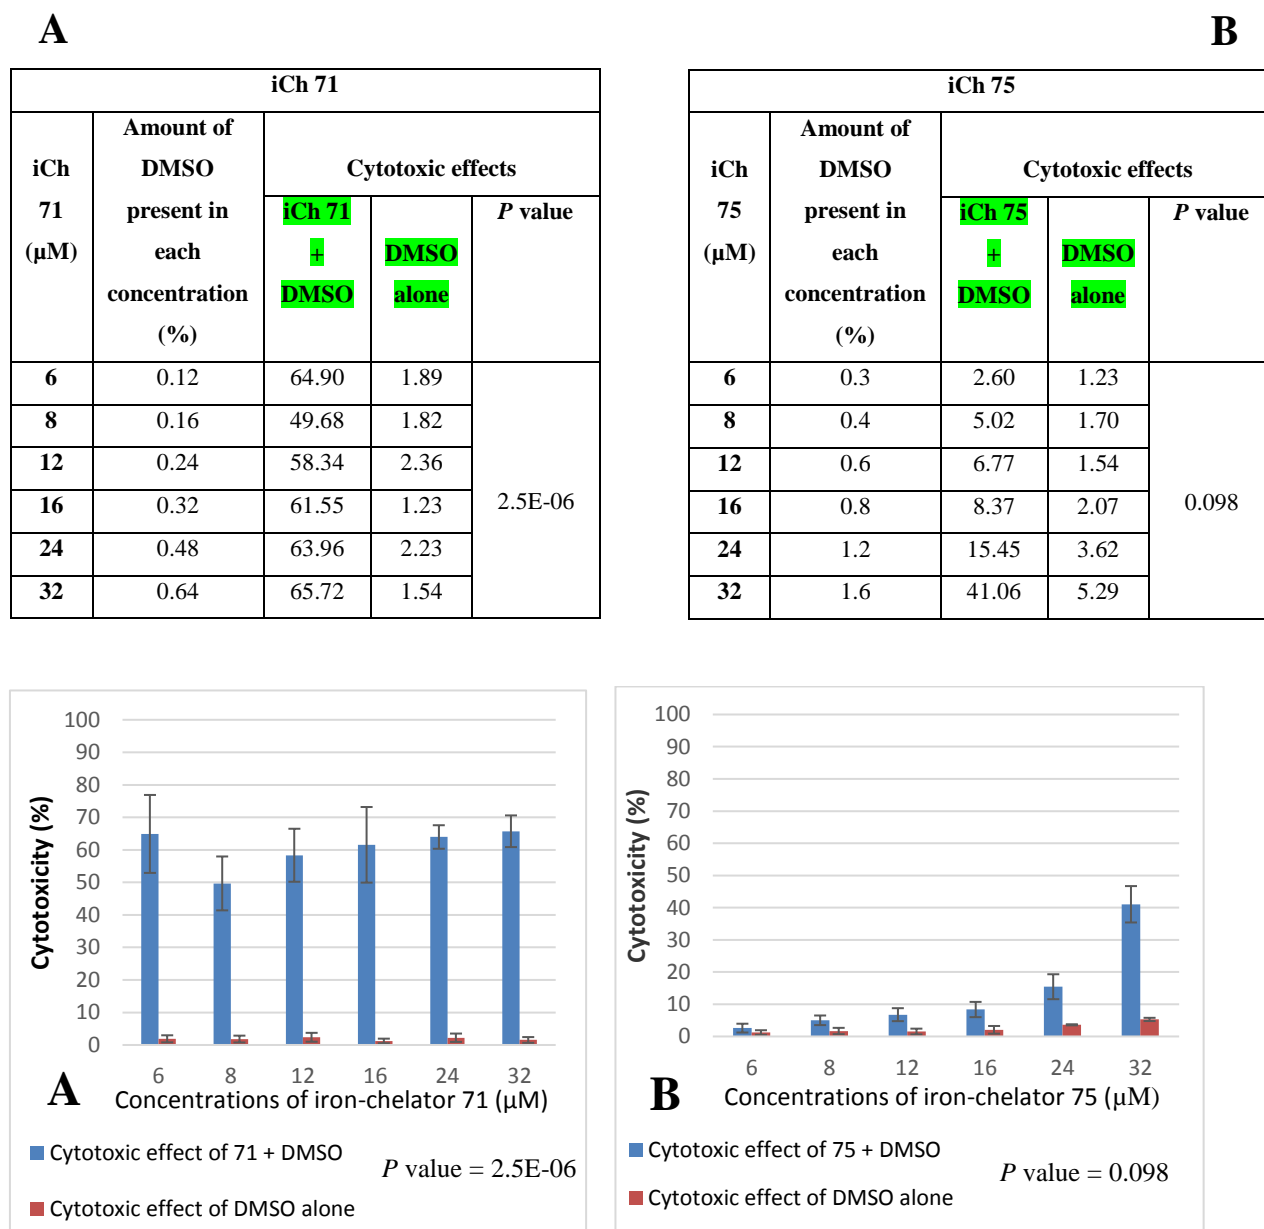 A
B
iCh 71
iCh
71
(µM)
Amount of
DMSO
present in
each
concentration
(%)
Cytotoxic effects
iCh 71
+
DMSO
DMSO
alone
P value
6 0.12 64.90 1.89
8 0.16 49.68 1.82
12 0.24 58.34 2.36
16 0.32 61.55 1.23 2.5E-06
24 0.48 63.96 2.23
32 0.64 65.72 1.54
iCh 75
iCh
75
(µM)
Amount of
DMSO
present in
each
concentration
(%)
Cytotoxic effects
iCh 75
+
DMSO
DMSO
alone
P value
6 0.3 2.60 1.23
8 0.4 5.02 1.70
12 0.6 6.77 1.54
16 0.8 8.37 2.07 0.098
24 1.2 15.45 3.62
32 1.6 41.06 5.29
Cytotoxicity (%)
100
90
80
70
60
50
40
30
20
10
0
6 8 12 16 24 32
A
Concentrations of iron-chelator 71 (µM)
Cytotoxic effect of 71 + DMSO
P value = 2.5E-06
Cytotoxic effect of DMSO alone
Cytotoxicity (%)
100
90
80
70
60
50
40
30
20
10
0
6 8 12 16 24 32
B
Concentrations of iron-chelator 75 (µM)
Cytotoxic effect of 75 + DMSO
P value = 0.098
Cytotoxic effect of DMSO alone